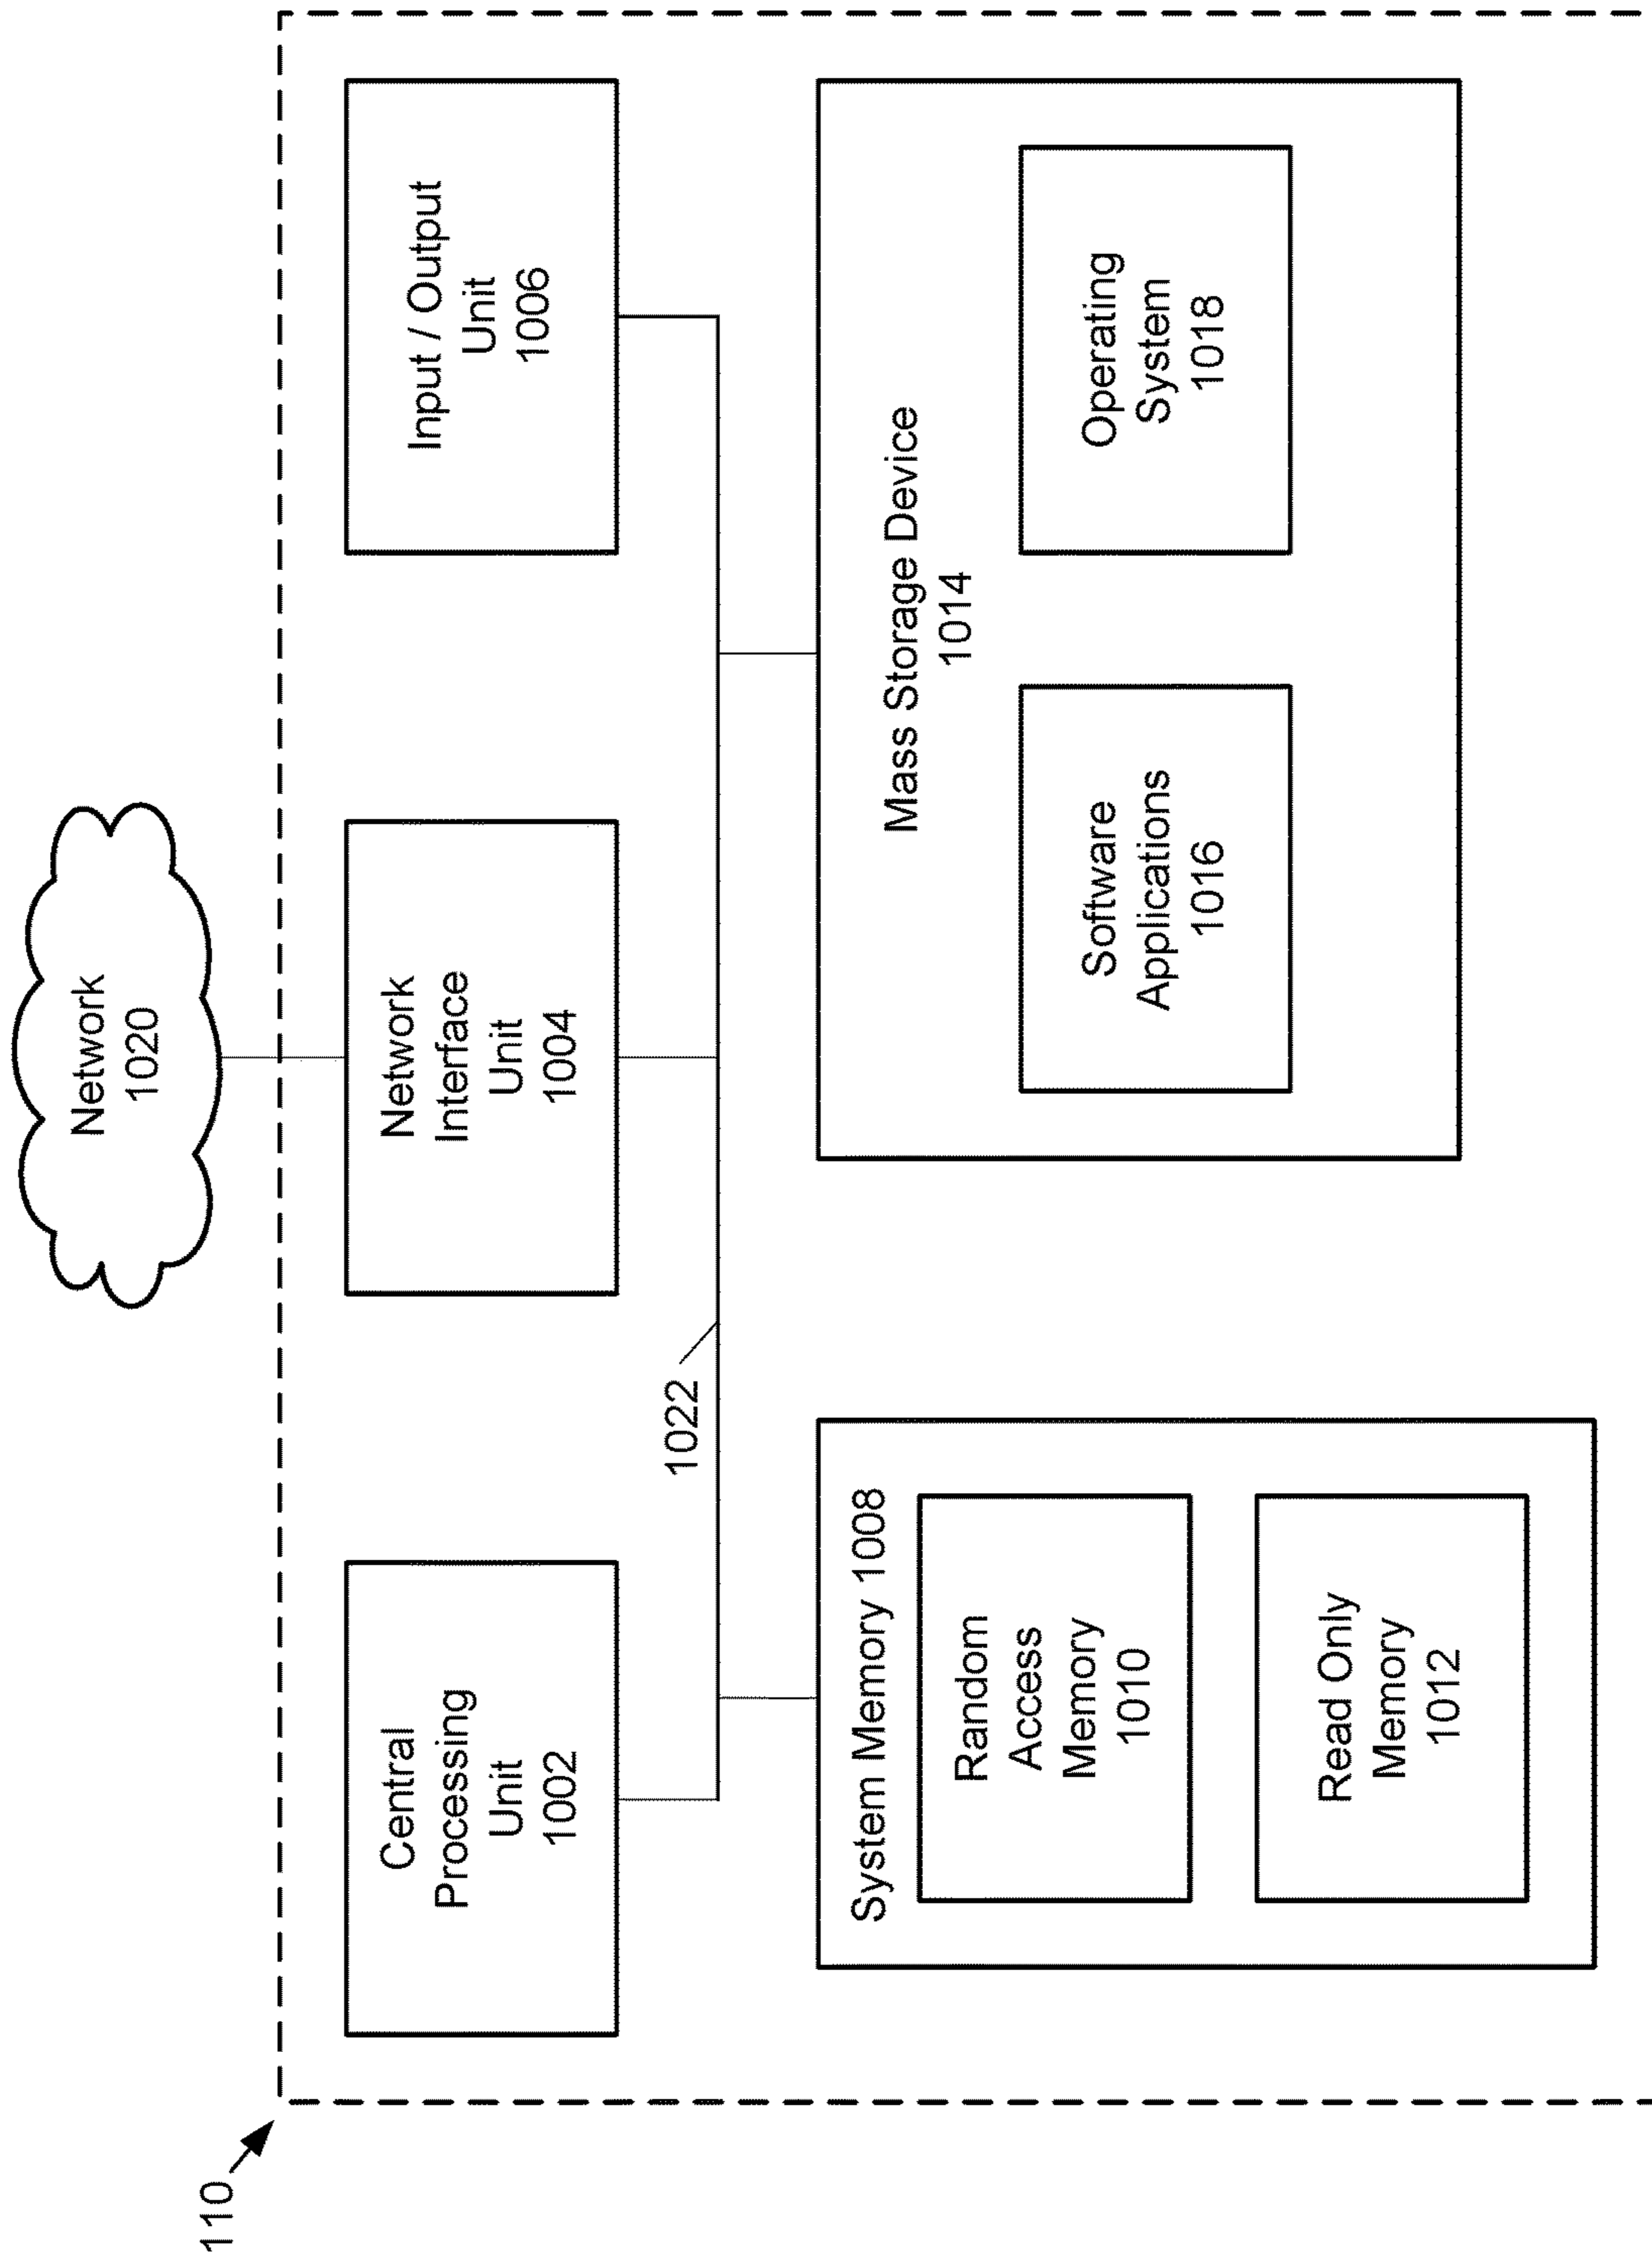 110
Network
1020
Central
Processing
Unit
1002
Network
Interface
Unit
1004
Input / Output
Unit
1006
1022
System Memory 1008
Random
Access
Memory
1010
Read Only
Memory
1012
Mass Storage Device
1014
Software
Applications
1016
Operating
System
1018